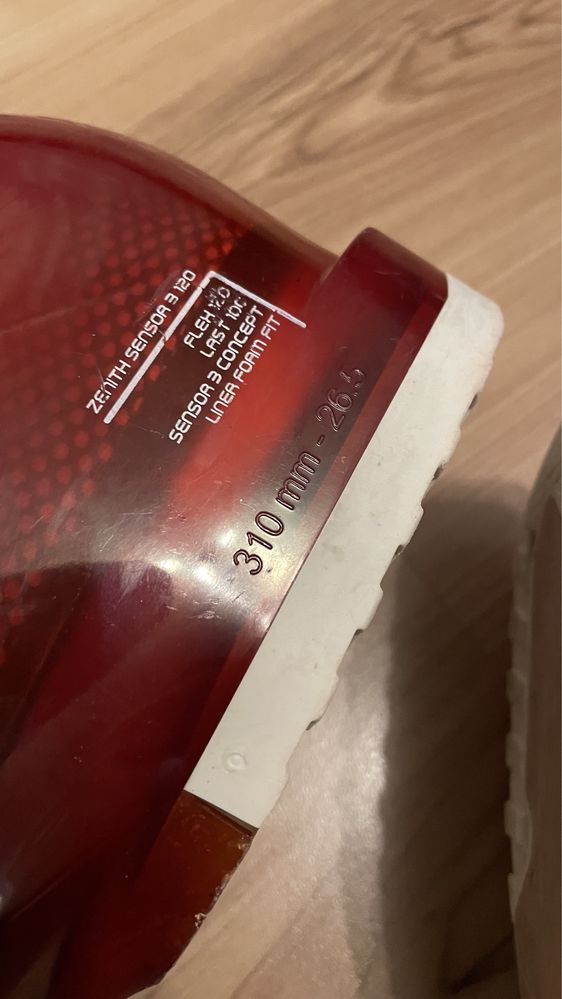 ZENITH SENSOR 3 120
FLEX 120
LAST 100
SENSOR 3 CONCEPT
LINER FOAM FIT
310 mm - 26.5